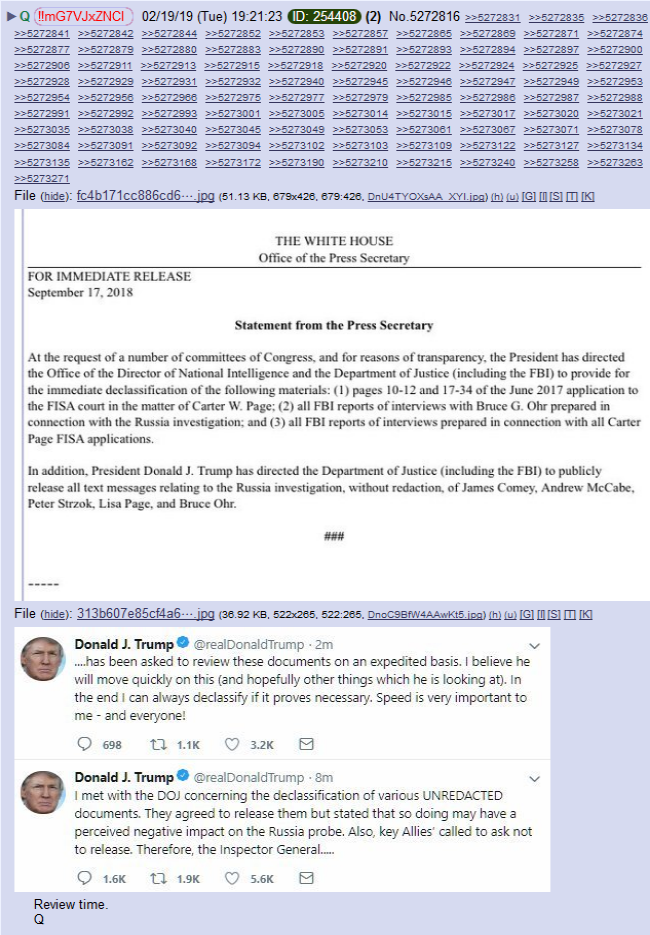 ▶ Q !!mG7VJxZNCI 02/19/19 (Tue) 19:21:23 ID: 254408 (2) No.5272816 >>5272831 >>5272835 >>5272836
>>5272841 >>5272842 >>5272844 >>5272852 >>5272853 >>5272857 >>5272865 >>5272869 >>5272871 >>5272874
>>5272877 >>5272879 >>5272880 >>5272883 >>5272890 >>5272891 >>5272893 >>5272894 >>5272897 >>5272900
>>5272906 >>5272911 >>5272913 >>5272915 >>5272918 >>5272920 >>5272922 >>5272924 >>5272925 >>5272927
>>5272928 >>5272929 >>5272931 >>5272932 >>5272940 >>5272945 >>5272946 >>5272947 >>5272949 >>5272953
>>5272954 >>5272956 >>5272966 >>5272975 >>5272977 >>5272979 >>5272985 >>5272986 >>5272987 >>5272988
>>5272991 >>5272992 >>5272993 >>5273001 >>5273005 >>5273014 >>5273015 >>5273017 >>5273020 >>5273021
>>5273035 >>5273038 >>5273040 >>5273045 >>5273049 >>5273053 >>5273061 >>5273067 >>5273071 >>5273078
>>5273084 >>5273091 >>5273092 >>5273094 >>5273102 >>5273103 >>5273109 >>5273122 >>5273127 >>5273134
>>5273135 >>5273162 >>5273168 >>5273172 >>5273190 >>5273210 >>5273215 >>5273240 >>5273258 >>5273263
>>5273271
File (hide): fc4b171cc886cd6⋯.jpg (51.13 KB, 679x426, 679:426, DnU4TYOXsAA_XYI.jpg) (h) (u) [G] [I] [S] [T] [K]
THE WHITE HOUSE
Office of the Press Secretary
FOR IMMEDIATE RELEASE
September 17, 2018
Statement from the Press Secretary
At the request of a number of committees of Congress, and for reasons of transparency, the President has directed
the Office of the Director of National Intelligence and the Department of Justice (including the FBI) to provide for
the immediate declassification of the following materials: (1) pages 10-12 and 17-34 of the June 2017 application to
the FISA court in the matter of Carter W. Page; (2) all FBI reports of interviews with Bruce G. Ohr prepared in
connection with the Russia investigation; and (3) all FBI reports of interviews prepared in connection with all Carter
Page FISA applications.
In addition, President Donald J. Trump has directed the Department of Justice (including the FBI) to publicly
release all text messages relating to the Russia investigation, without redaction, of James Comey, Andrew McCabe,
Peter Strzok, Lisa Page, and Bruce Ohr.
###
-----
File (hide): 313b607e85cf4a6⋯.jpg (36.92 KB, 522x265, 522:265, DnoC9BfW4AAwKt5.jpg) (h) (u) [G] [I] [S] [T] [K]
Donald J. Trump @realDonaldTrump · 2m
....has been asked to review these documents on an expedited basis. I believe he
will move quickly on this (and hopefully other things which he is looking at). In
the end I can always declassify if it proves necessary. Speed is very important to
me - and everyone!
698 1.1K 3.2K
Donald J. Trump @realDonaldTrump · 8m
I met with the DOJ concerning the declassification of various UNREDACTED
documents. They agreed to release them but stated that so doing may have a
perceived negative impact on the Russia probe. Also, key Allies' called to ask not
to release. Therefore, the Inspector General.....
1.6K 1.9K 5.6K
Review time.
Q